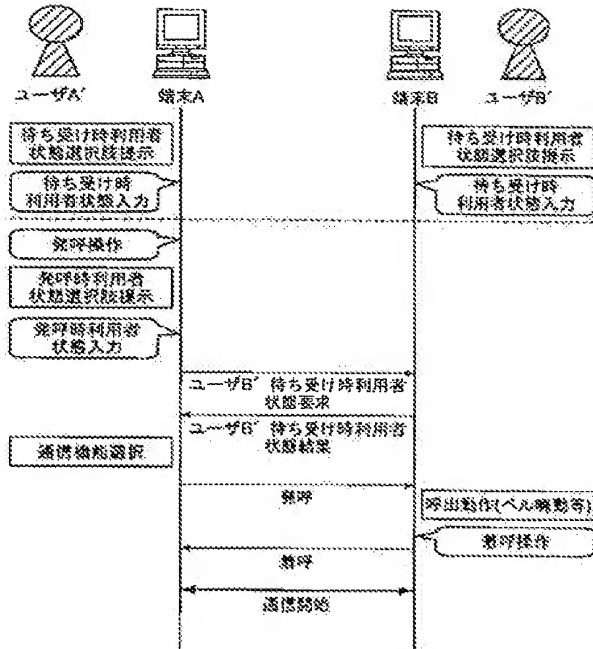 ユーザA'
端末A
端末B
ユーザB'
待ち受け時利用者
状態選択肢提示
待ち受け時利用者
状態選択肢提示
待ち受け時
利用者状態入力
待ち受け時
利用者状態入力
発呼操作
発呼時利用者
状態選択肢提示
発呼時利用者
状態入力
ユーザB' 待ち受け時利用者
状態要求
ユーザB' 待ち受け時利用者
状態結果
通信機能選択
発呼
呼出動作(ベル鳴動等)
着呼操作
着呼
通信開始